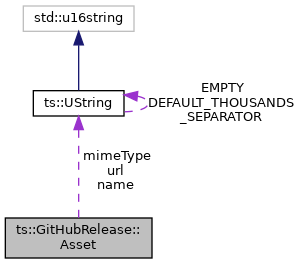 std::u16string
ts::UString
EMPTY
DEFAULT_THOUSANDS
_SEPARATOR
mimeType
url
name
ts::GitHubRelease::
Asset